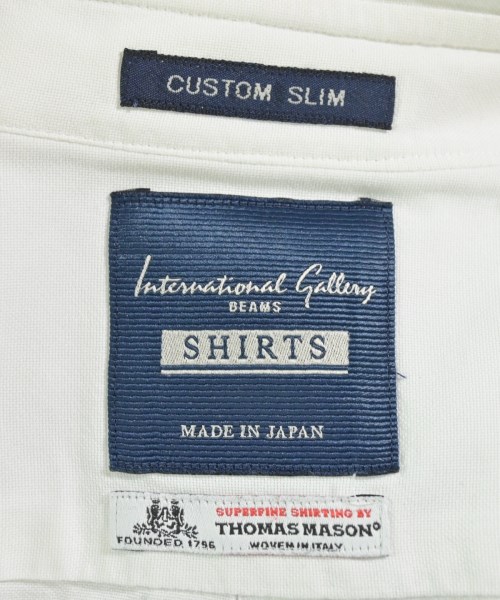 CUSTOM SLIM
International Gallery
BEAMS
SHIRTS
MADE IN JAPAN
SUPERFINE SHIRTING BY
THOMAS MASON®
FOUNDED 1796
WOVEN IN ITALY